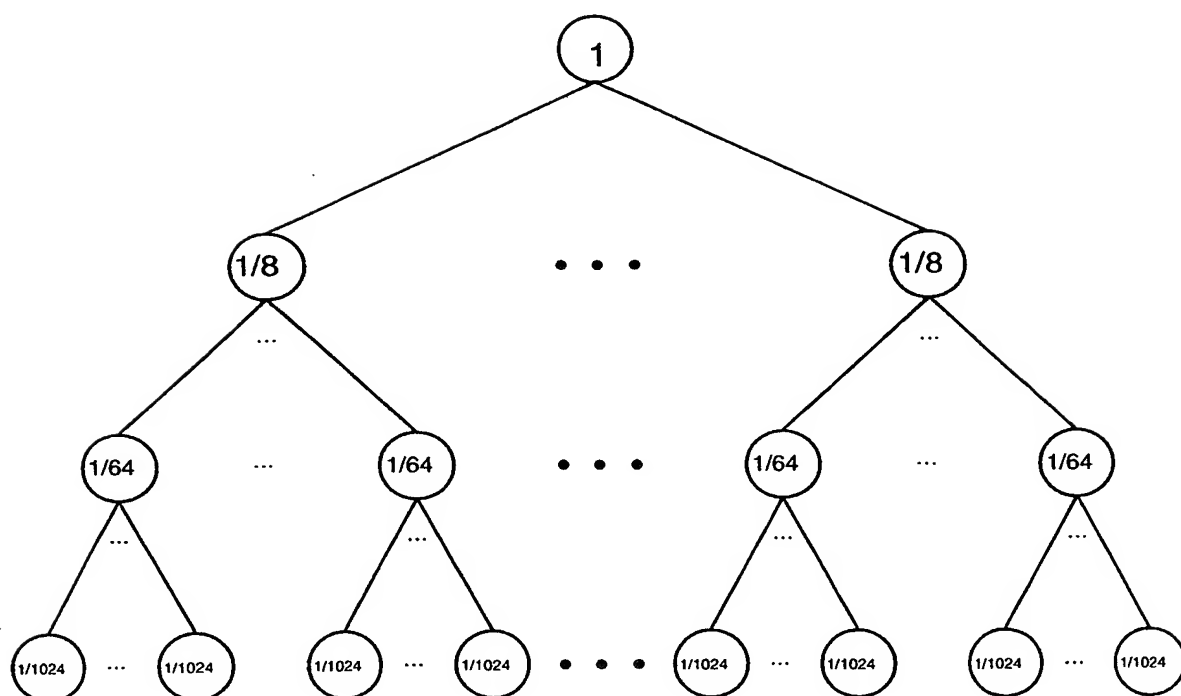 1
1/8 • • • 1/8
... ...
1/64 ... 1/64 • • • 1/64 ... 1/64
... ... ... ...
1/1024 ... 1/1024 1/1024 ... 1/1024 • • • 1/1024 ... 1/1024 1/1024 ... 1/1024